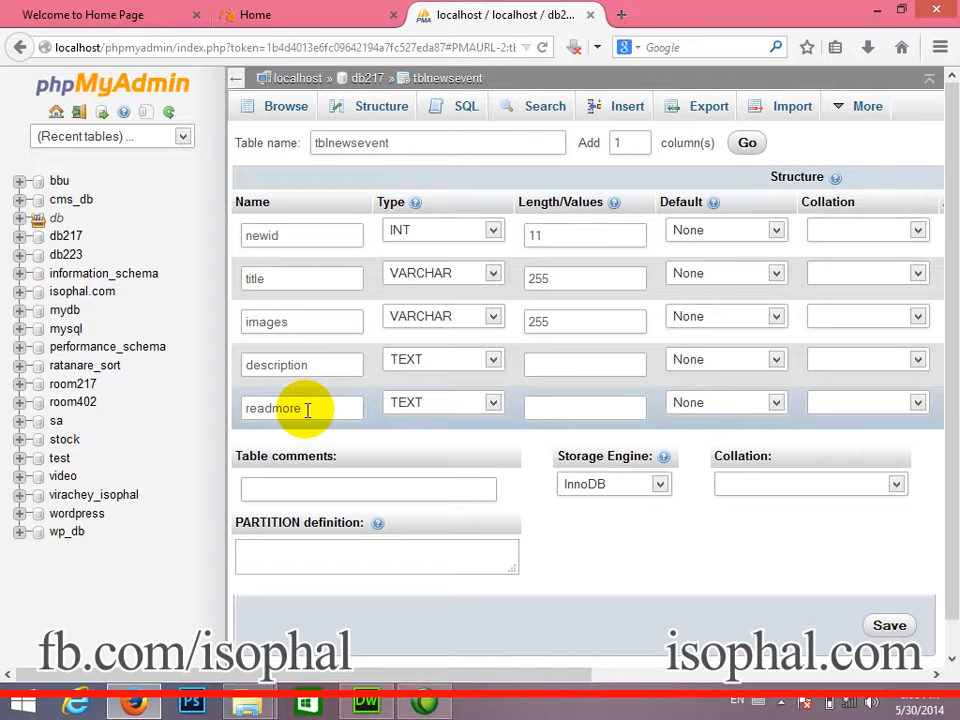 Welcome to Home Page
Home
localhost / localhost / db2...
localhost/phpmyadmin/index.php?token=1b4d4013e6fc09642194a7fc527eda87#PMAURL-2:tb
Google
phpMyAdmin
(Recent tables) ...
bbu
cms_db
db
db217
db223
information_schema
isophal.com
mydb
mysql
performance_schema
ratanare_sort
room217
room402
sa
stock
test
video
virachey_isophal
wordpress
wp_db
localhost » db217 » tblnewsevent
Browse Structure SQL Search Insert Export Import More
Table name: tblnewsevent Add 1 column(s) Go
Structure
Name Type Length/Values Default Collation
newid INT 11 None
title VARCHAR 255 None
images VARCHAR 255 None
description TEXT None
readmore TEXT None
Table comments: Storage Engine: Collation:
InnoDB
PARTITION definition:
Save
fb.com/isophal isophal.com
EN
5/30/2014